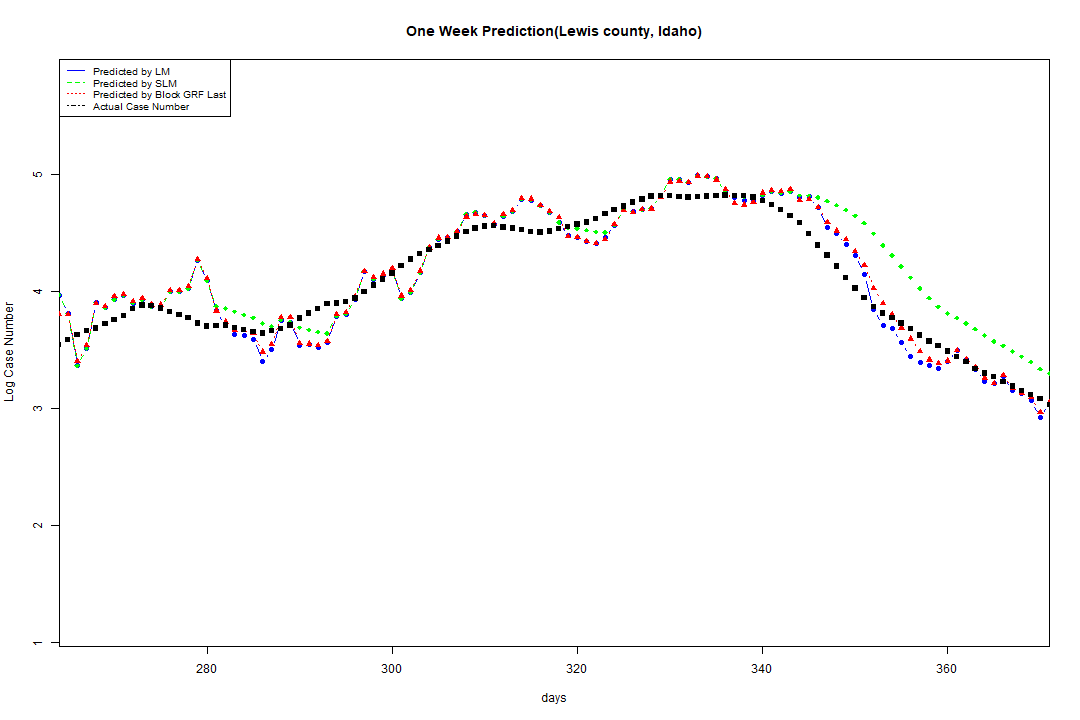 One Week Prediction(Lewis county, Idaho)
Predicted by LM
Predicted by SLM
Predicted by Block GRF Last
Actual Case Number
5
4
3
2
1
Log Case Number
280 300 320 340 360
days